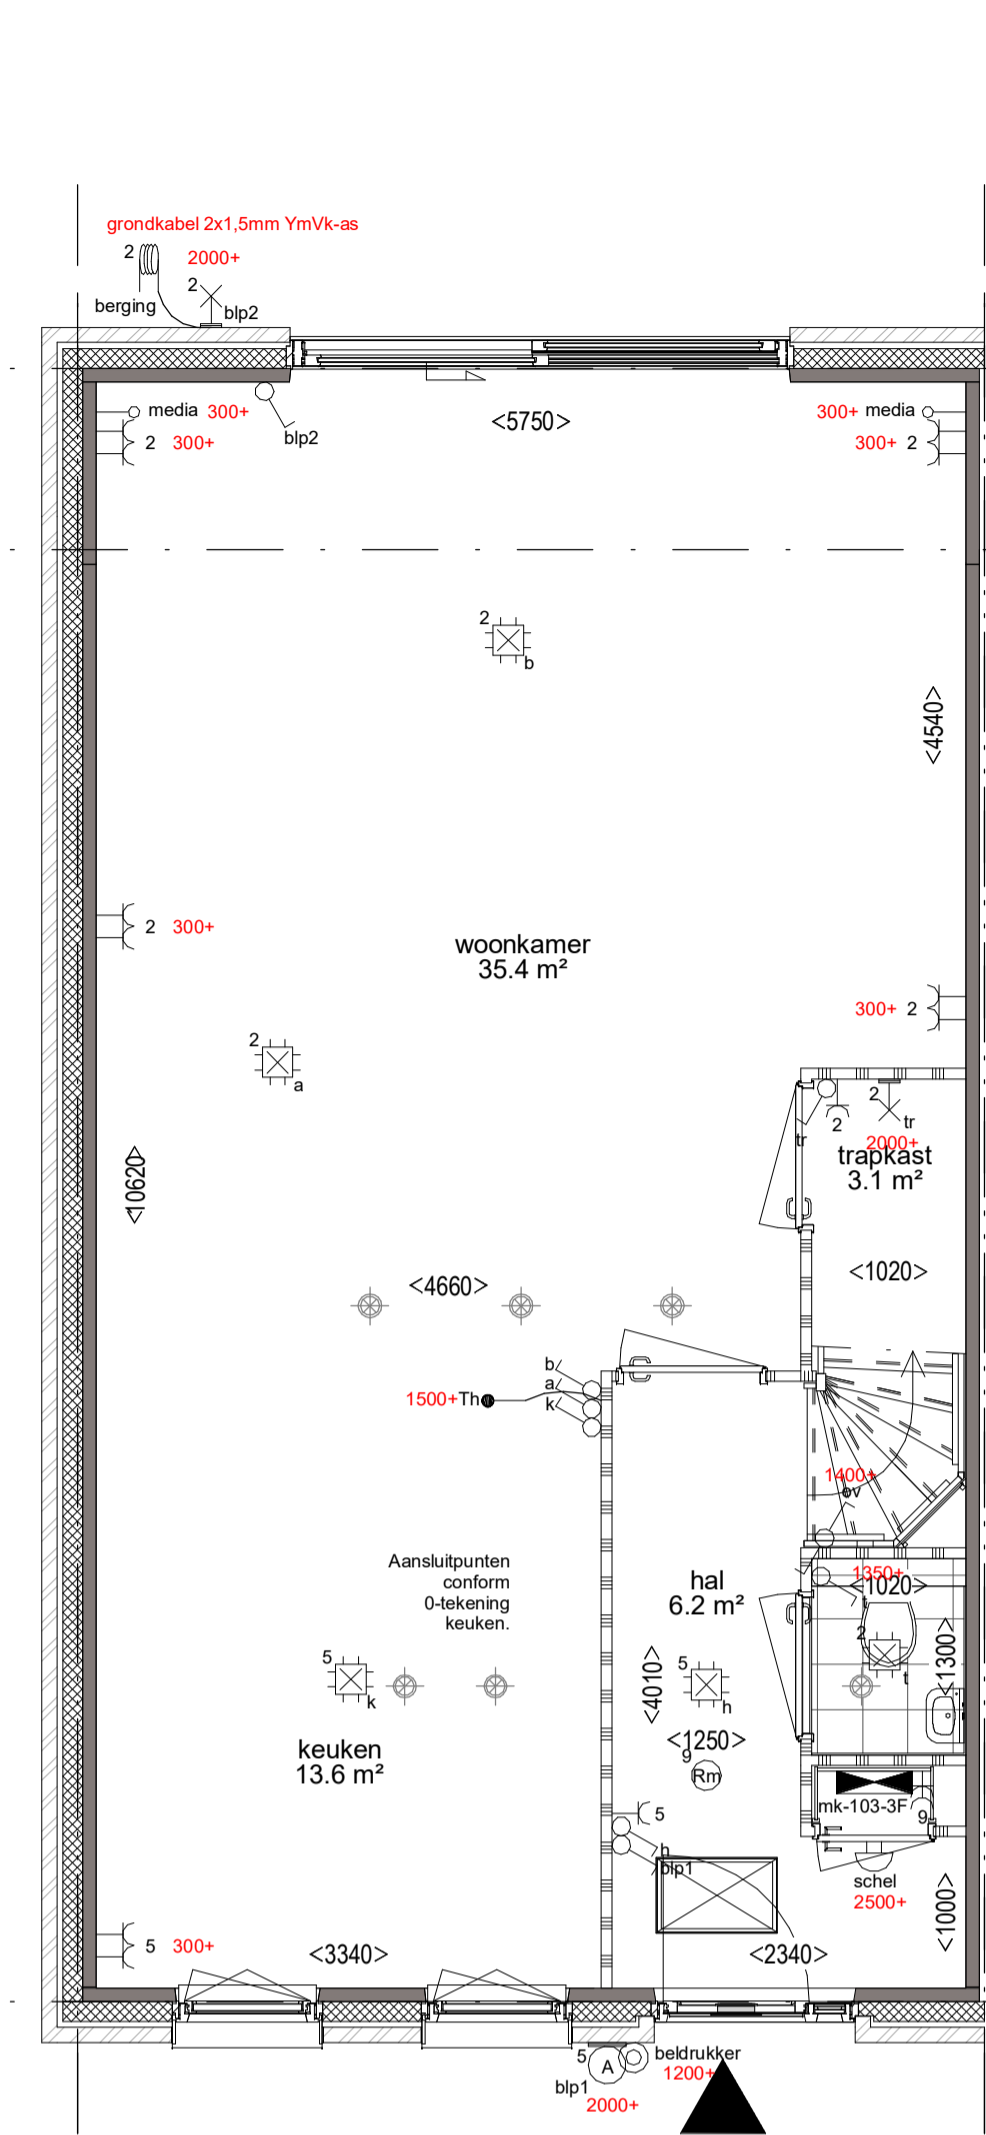 grondkabel 2x1,5mm YmVk-as
2
2000+
2
berging
blp2
media 300+
<5750>
300+ media
2 300+
blp2
300+ 2
2
b
<4540>
2 300+
woonkamer
35.4 m²
300+ 2
2
a
2
tr
2
tr
2000+
trapkast
3.1 m²
<10620>
<1020>
<4660>
b
a
1500+Th
k
1400+
v
Aansluitpunten
conform
0-tekening
keuken.
hal
6.2 m²
1350+
<1020>
t
2
<1300>
5
k
<4010>
5
h
t
<1250>
keuken
13.6 m²
9
Rm
mk-103-3F
9
5
h
blp1
schel
2500+
<1000>
5 300+
<3340>
<2340>
5
A
beldrukker
1200+
blp1
2000+